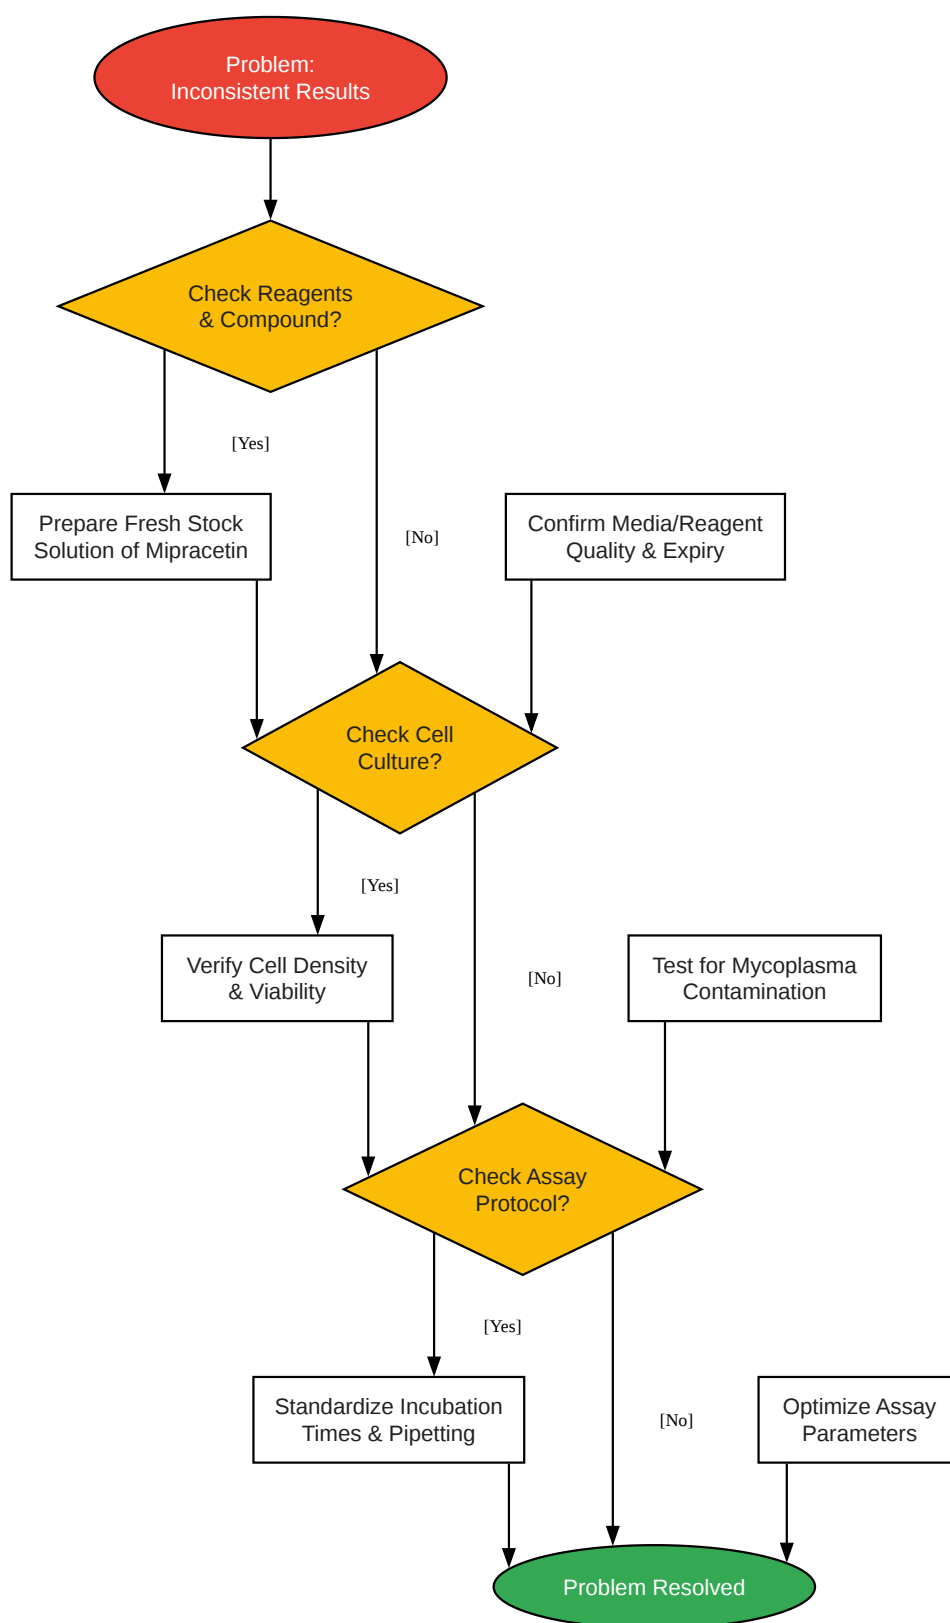 Problem:
Inconsistent Results
Check Reagents
& Compound?
[Yes]
Prepare Fresh Stock
Solution of Mipracetin
[No]
Confirm Media/Reagent
Quality & Expiry
Check Cell
Culture?
[Yes]
Verify Cell Density
& Viability
[No]
Test for Mycoplasma
Contamination
Check Assay
Protocol?
[Yes]
Standardize Incubation
Times & Pipetting
[No]
Optimize Assay
Parameters
Problem Resolved